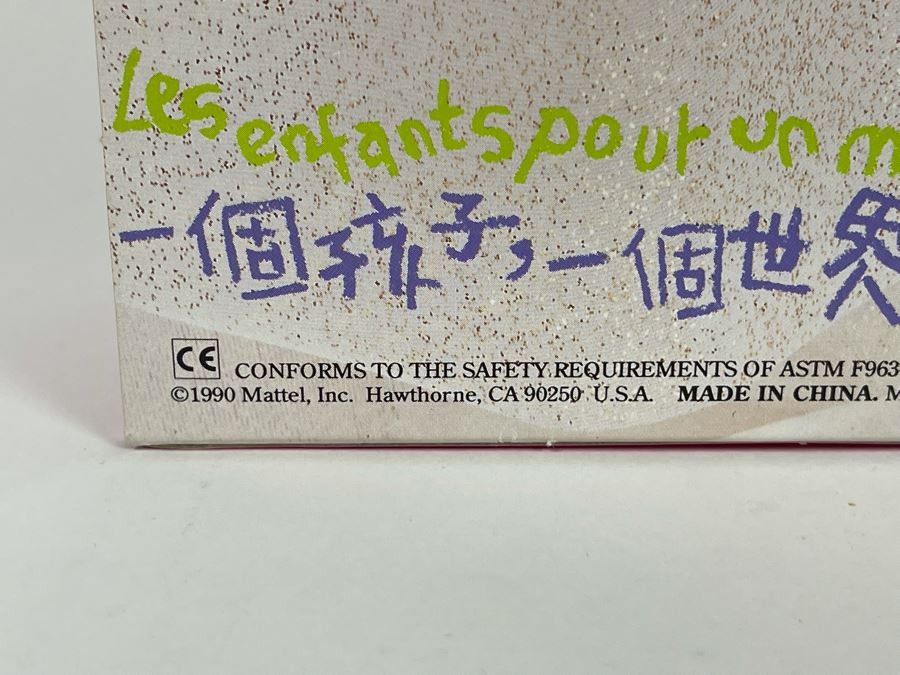 Les enfants pour un m
一個孩子，一個世界
CE CONFORMS TO THE SAFETY REQUIREMENTS OF ASTM F963
©1990 Mattel, Inc. Hawthorne, CA 90250 U.S.A. MADE IN CHINA. M